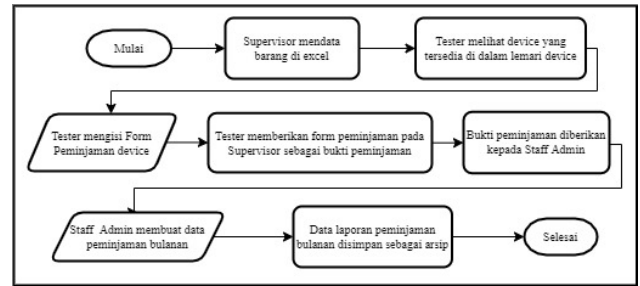 Mulai
Supervisor mendata
barang di excel
Tester melihat device yang
tersedia di dalam lemari device
Tester mengisi Form
Peminjaman device
Tester memberikan form peminjaman pada
Supervisor sebagai bukti peminjaman
Bukti peminjaman diberikan
kepada Staff Admin
Staff Admin membuat data
peminjaman bulanan
Data laporan peminjaman
bulanan disimpan sebagai arsip
Selesai